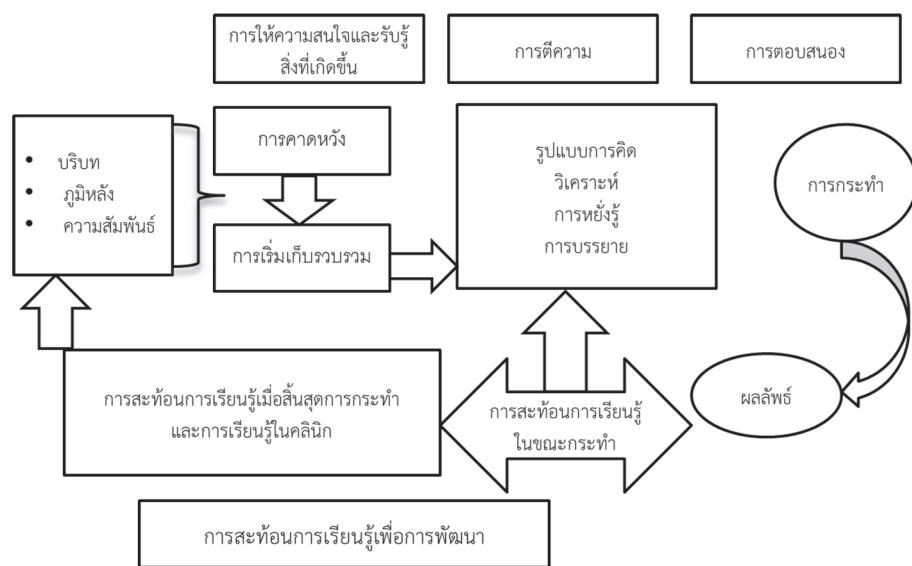 การให้ความสนใจและรับรู้
สิ่งที่เกิดขึ้น
การตีความ
การตอบสนอง
• บริบท
• ภูมิหลัง
• ความสัมพันธ์
การคาดหวัง
การเริ่มเก็บรวบรวม
รูปแบบการคิด
วิเคราะห์
การหยั่งรู้
การบรรยาย
การกระทำ
ผลลัพธ์
การสะท้อนการเรียนรู้เมื่อสิ้นสุดการกระทำ
และการเรียนรู้ในคลินิก
การสะท้อนการเรียนรู้
ในขณะกระทำ
การสะท้อนการเรียนรู้เพื่อการพัฒนา